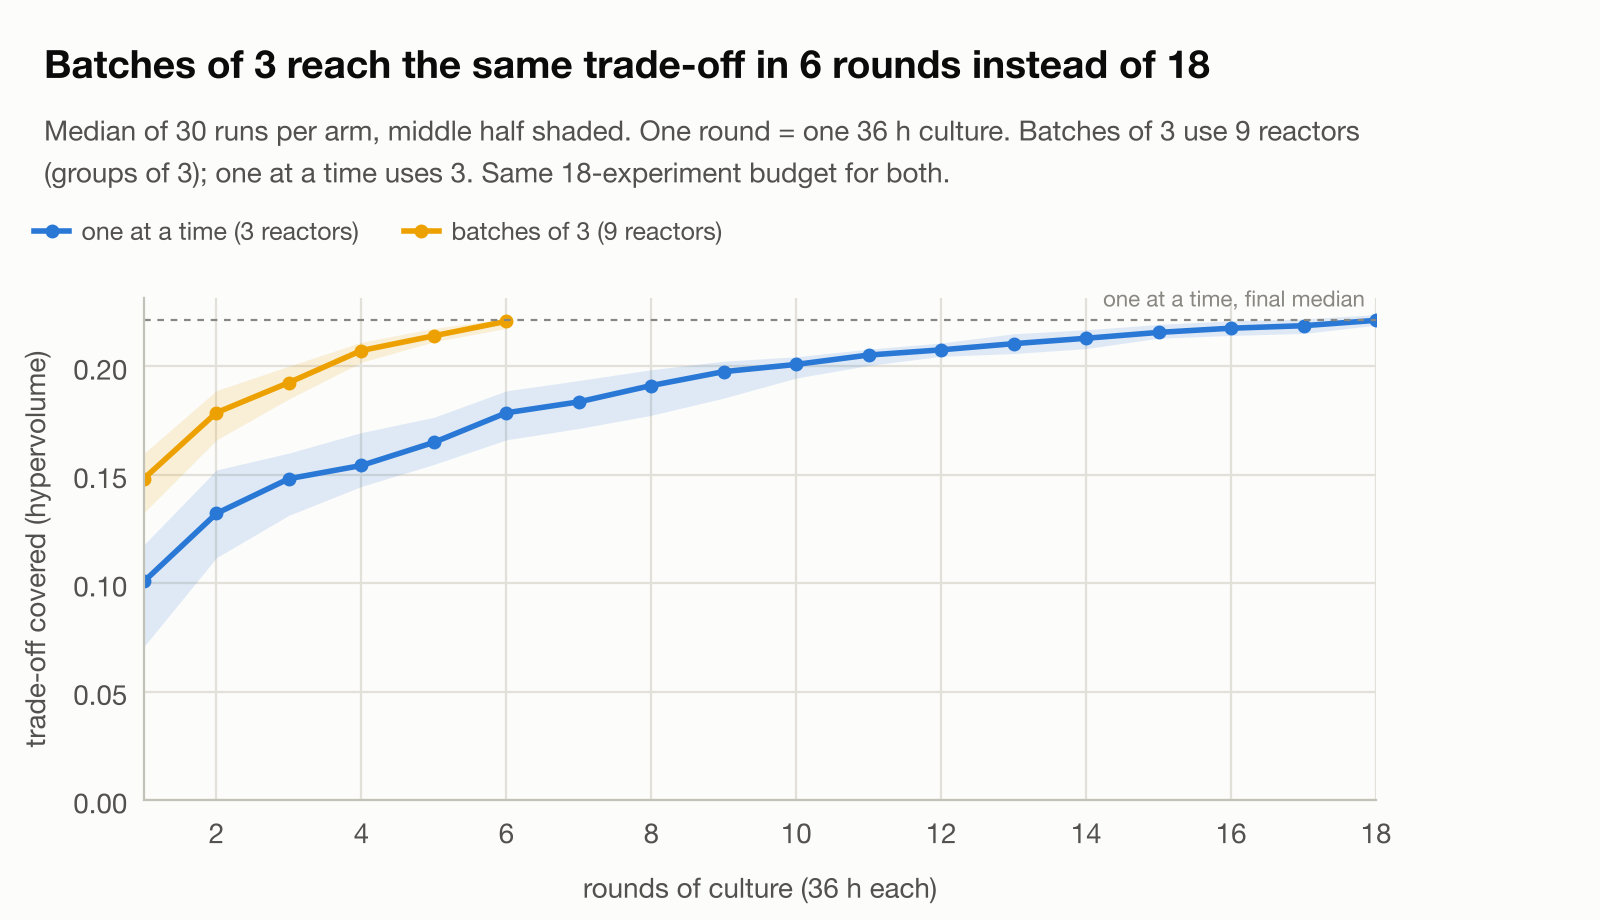 Batches of 3 reach the same trade-off in 6 rounds instead of 18
Median of 30 runs per arm, middle half shaded. One round = one 36 h culture. Batches of 3 use 9 reactors
(groups of 3); one at a time uses 3. Same 18-experiment budget for both.
one at a time (3 reactors)
batches of 3 (9 reactors)
one at a time, final median
trade-off covered (hypervolume)
0.20
0.15
0.10
0.05
0.00
2
4
6
8
10
12
14
16
18
rounds of culture (36 h each)